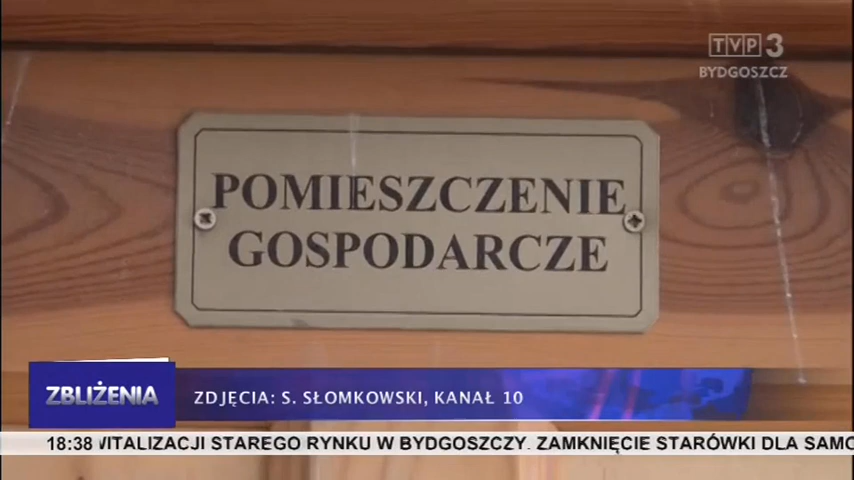 TVP3
BYDGOSZCZ
POMIESZCZENIE
GOSPODARCZE
ZBLIŻENIA
ZDJĘCIA: S. SŁOMKOWSKI, KANAŁ 10
18:38 WITALIZACJI STAREGO RYNKU W BYDGOSZCZY. ZAMKNIĘCIE STARÓWKI DLA SAMO